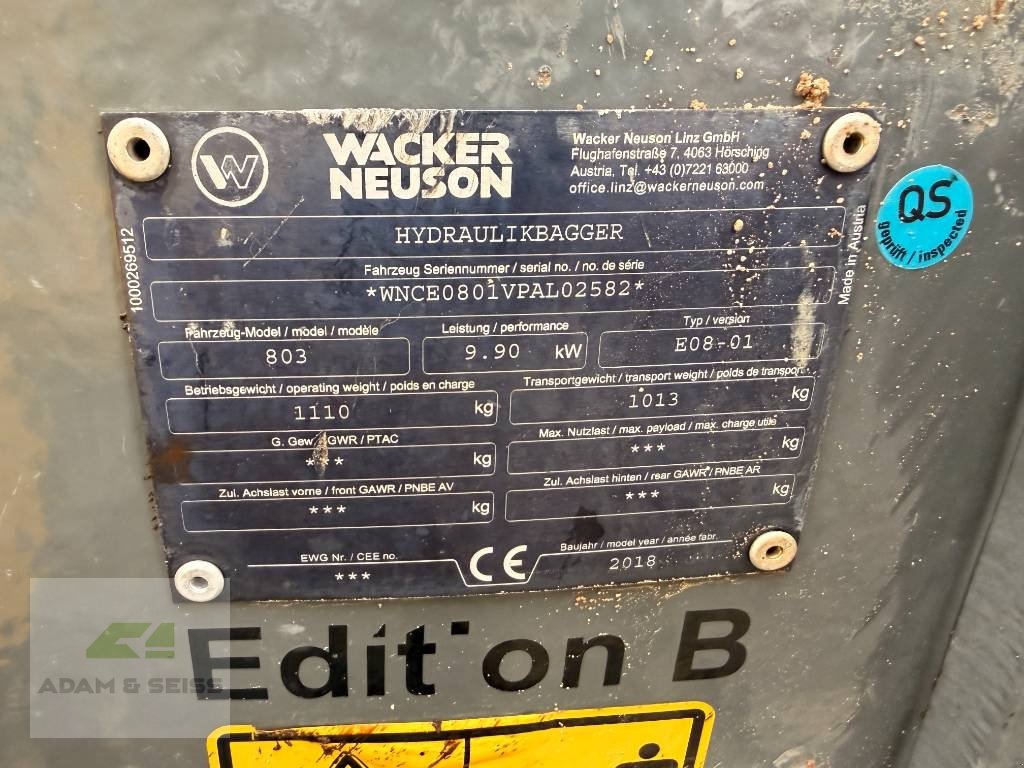 WACKER
NEUSON
Wacker Neuson Linz GmbH
Flughafenstraße 7, 4063 Hörsching
Austria, Tel. +43 (0)7221 63000
office.linz@wackerneuson.com
HYDRAULIKBAGGER
Fahrzeug Seriennummer / serial no. / no. de série
*WNCE0801VPAL02582*
Fahrzeug-Model / model / modèle
803
Leistung / performance
9.90 kW
Typ / version
E08-01
Betriebsgewicht / operating weight / poids en charge
1110 kg
Transportgewicht / transport weight / poids de transport
1013 kg
G. Gew. / GWR / PTAC
*** kg
Max. Nutzlast / max. payload / max. charge utile
*** kg
Zul. Achslast vorne / front GAWR / PNBE AV
*** kg
Zul. Achslast hinten / rear GAWR / PNBE AR
*** kg
EWG Nr. / CEE no.
***
CE
Baujahr / model year / année fabr.
2018
1000269512
Made in Austria
QS
geprüft / inspected
Edition B
ADAM & SEISS